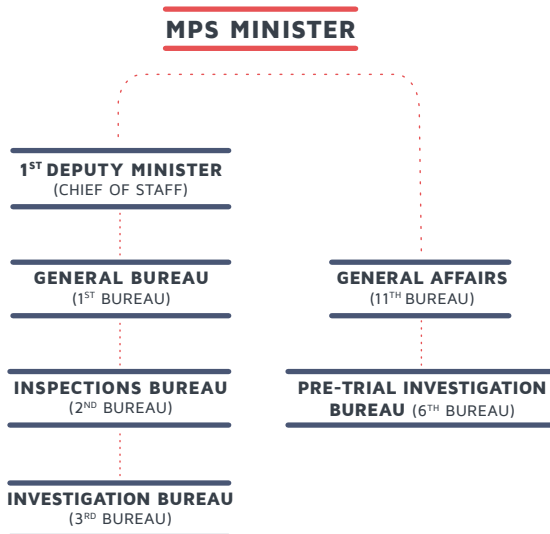 MPS MINISTER
1ST DEPUTY MINISTER
(CHIEF OF STAFF)
GENERAL BUREAU
(1ST BUREAU)
GENERAL AFFAIRS
(11TH BUREAU)
INSPECTIONS BUREAU
(2ND BUREAU)
PRE-TRIAL INVESTIGATION
BUREAU (6TH BUREAU)
INVESTIGATION BUREAU
(3RD BUREAU)